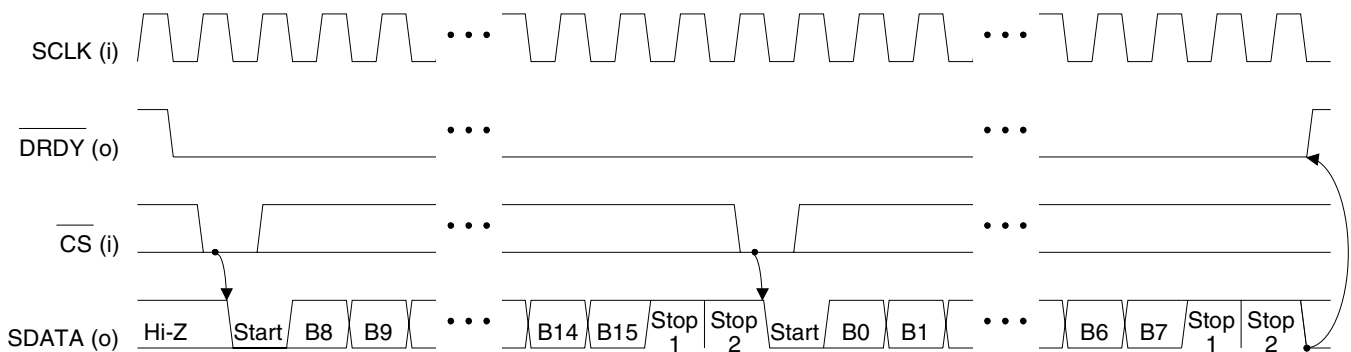 SCLK (i)
• • •
• • •
DRDY (o)
• • •
• • •
CS (i)
• • •
• • •
SDATA (o)
Hi-Z
Start
B8
B9
• • •
B14
B15
Stop
1
Stop
2
Start
B0
B1
• • •
B6
B7
Stop
1
Stop
2